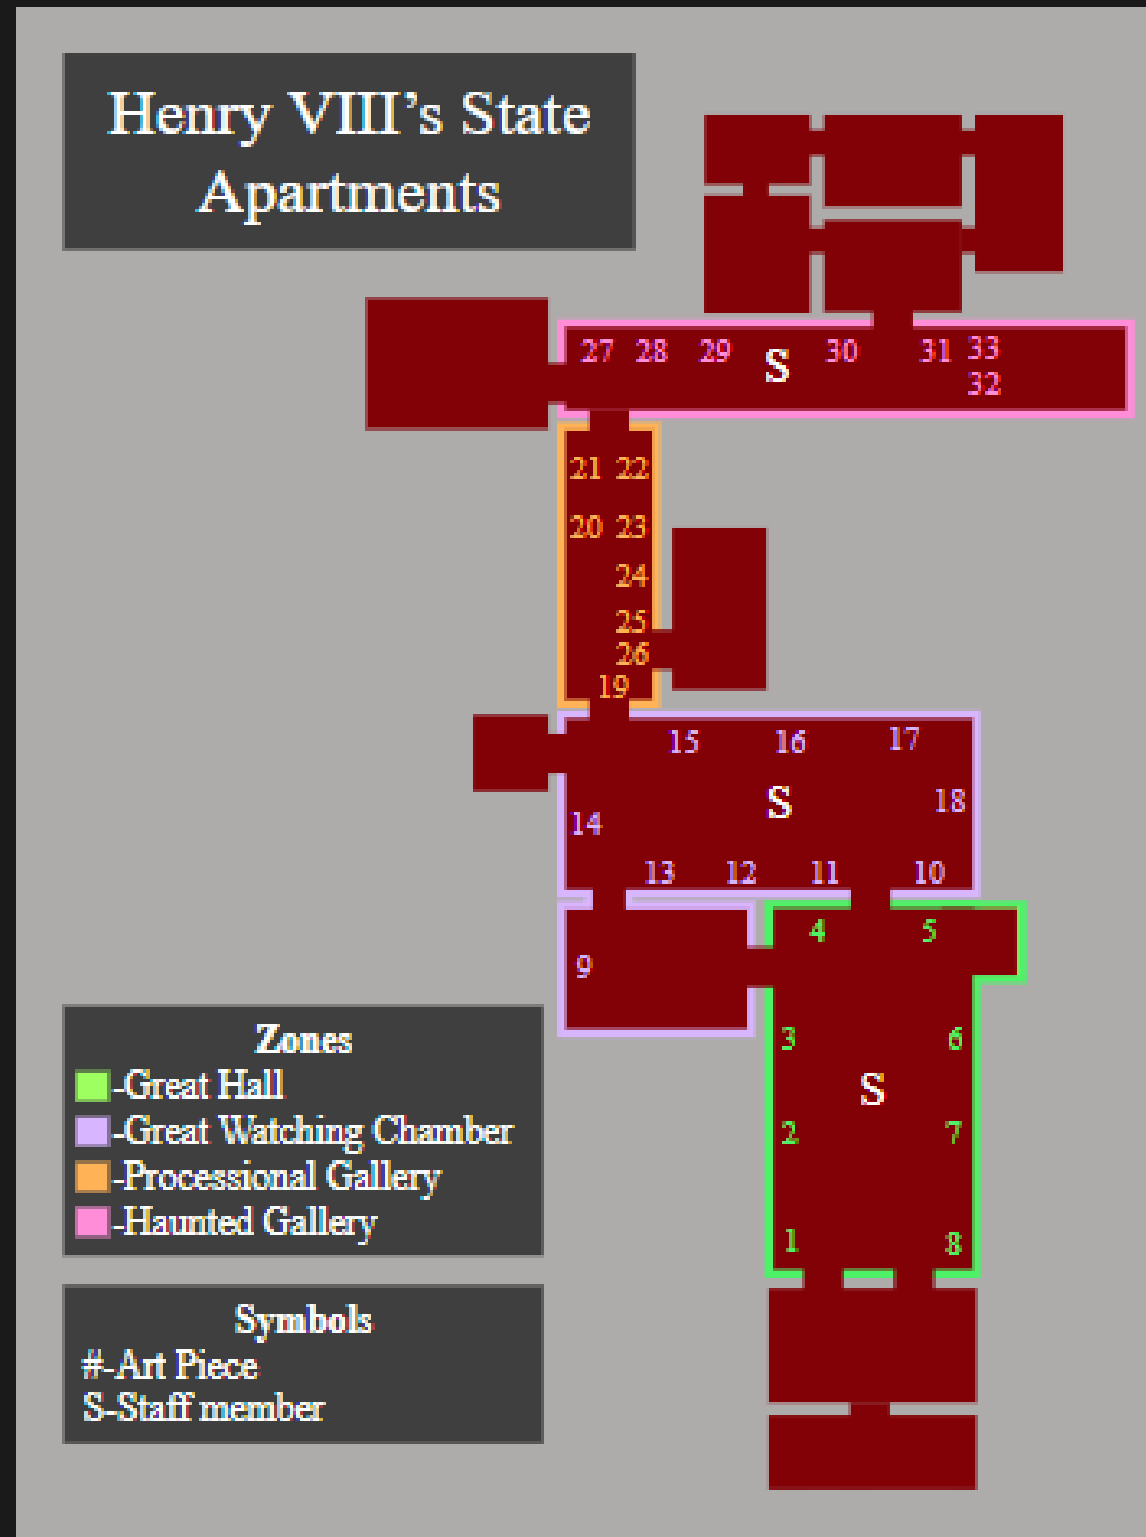 Henry VIII's State
Apartments
27 28 29 S 30 31 33
32
21 22
20 23
24
25
26
19
15 16 17
S 18
14
13 12 11 10
4 5
9
3 6
S
2 7
1 8
Zones
-Great Hall
-Great Watching Chamber
-Processional Gallery
-Haunted Gallery
Symbols
#-Art Piece
S-Staff member